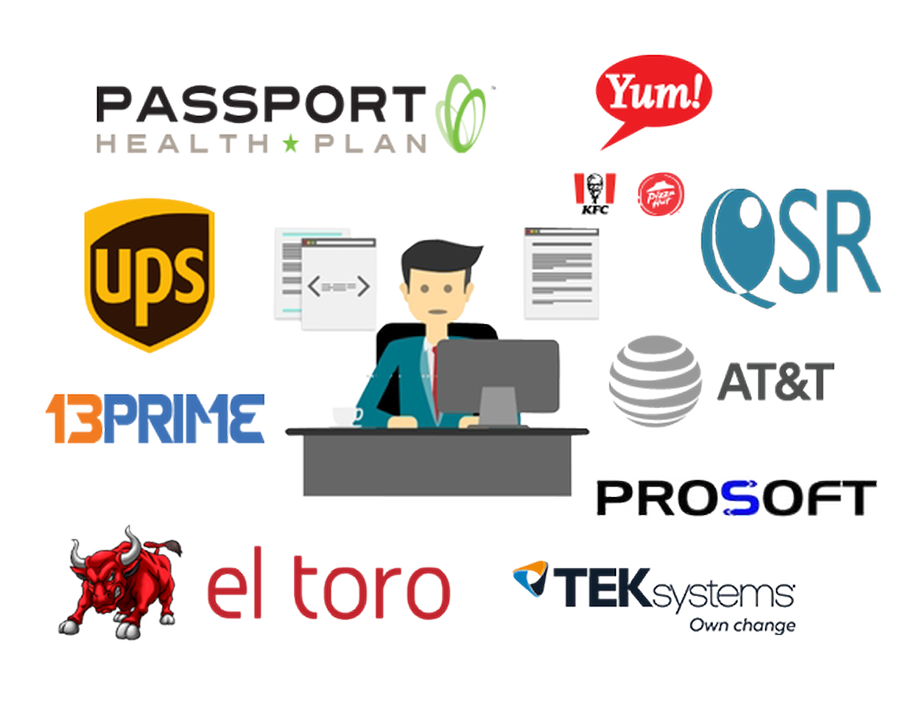 PASSPORT
HEALTH PLAN
Yum!
KFC
Pizza
Hut
QSR
ups
< >
AT&T
13PRIME
PROSOFT
el toro
TEKsystems
Own change